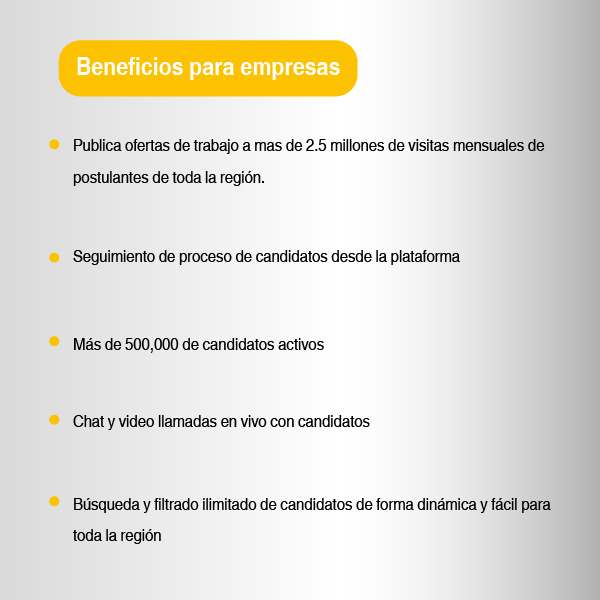 Beneficios para empresas
Publica ofertas de trabajo a mas de 2.5 millones de visitas mensuales de
postulantes de toda la región.
Seguimiento de proceso de candidatos desde la plataforma
Más de 500,000 de candidatos activos
Chat y video llamadas en vivo con candidatos
Búsqueda y filtrado ilimitado de candidatos de forma dinámica y fácil para
toda la región